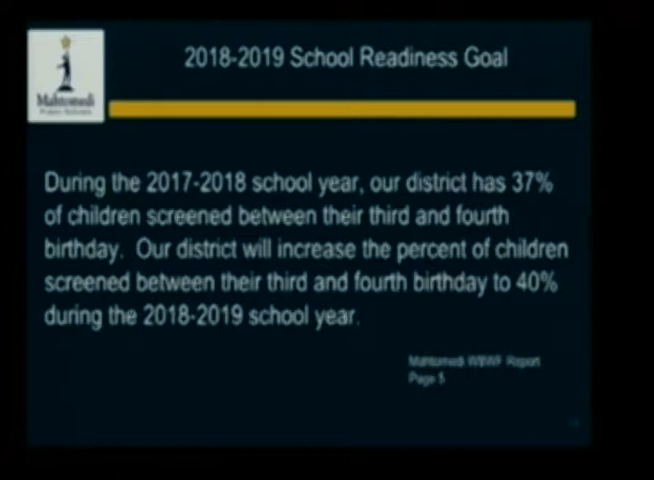 2018-2019 School Readiness Goal
Mahtomedi
During the 2017-2018 school year, our district has 37%
of children screened between their third and fourth
birthday. Our district will increase the percent of children
screened between their third and fourth birthday to 40%
during the 2018-2019 school year.
Mahtomedi WBWF Report
Page 5